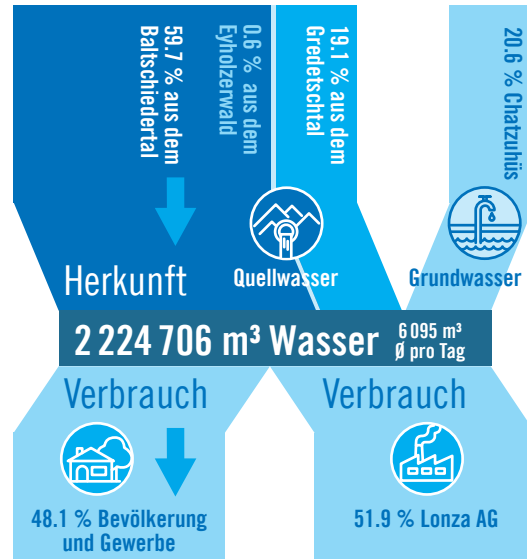 59.7 % aus dem
Baltschiedertal
0.6 % aus dem
Eyholzerwald
19.1 % aus dem
Gredetschtal
20.6 % Chatzuhüs
Herkunft
Quellwasser
Grundwasser
2 224 706 m³ Wasser
6 095 m³
Ø pro Tag
Verbrauch
Verbrauch
48.1 % Bevölkerung
und Gewerbe
51.9 % Lonza AG